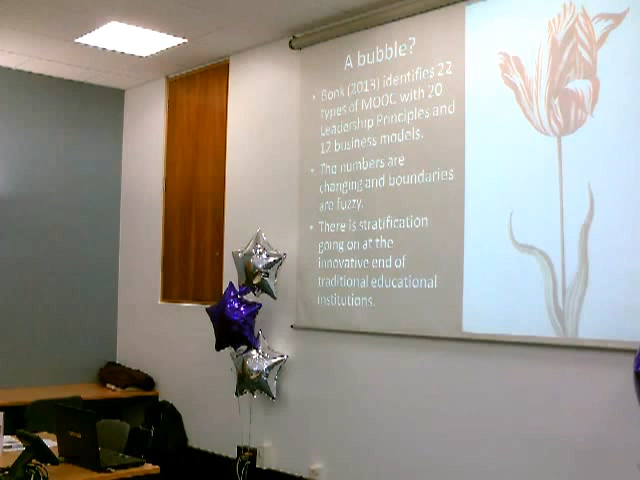 A bubble?
• Bonk (2013) identifies 22
types of MOOC with 20
Leadership Principles and
12 business models.
• The numbers are
changing and boundaries
are fuzzy.
• There is stratification
going on at the
innovative end of
traditional educational
institutions.